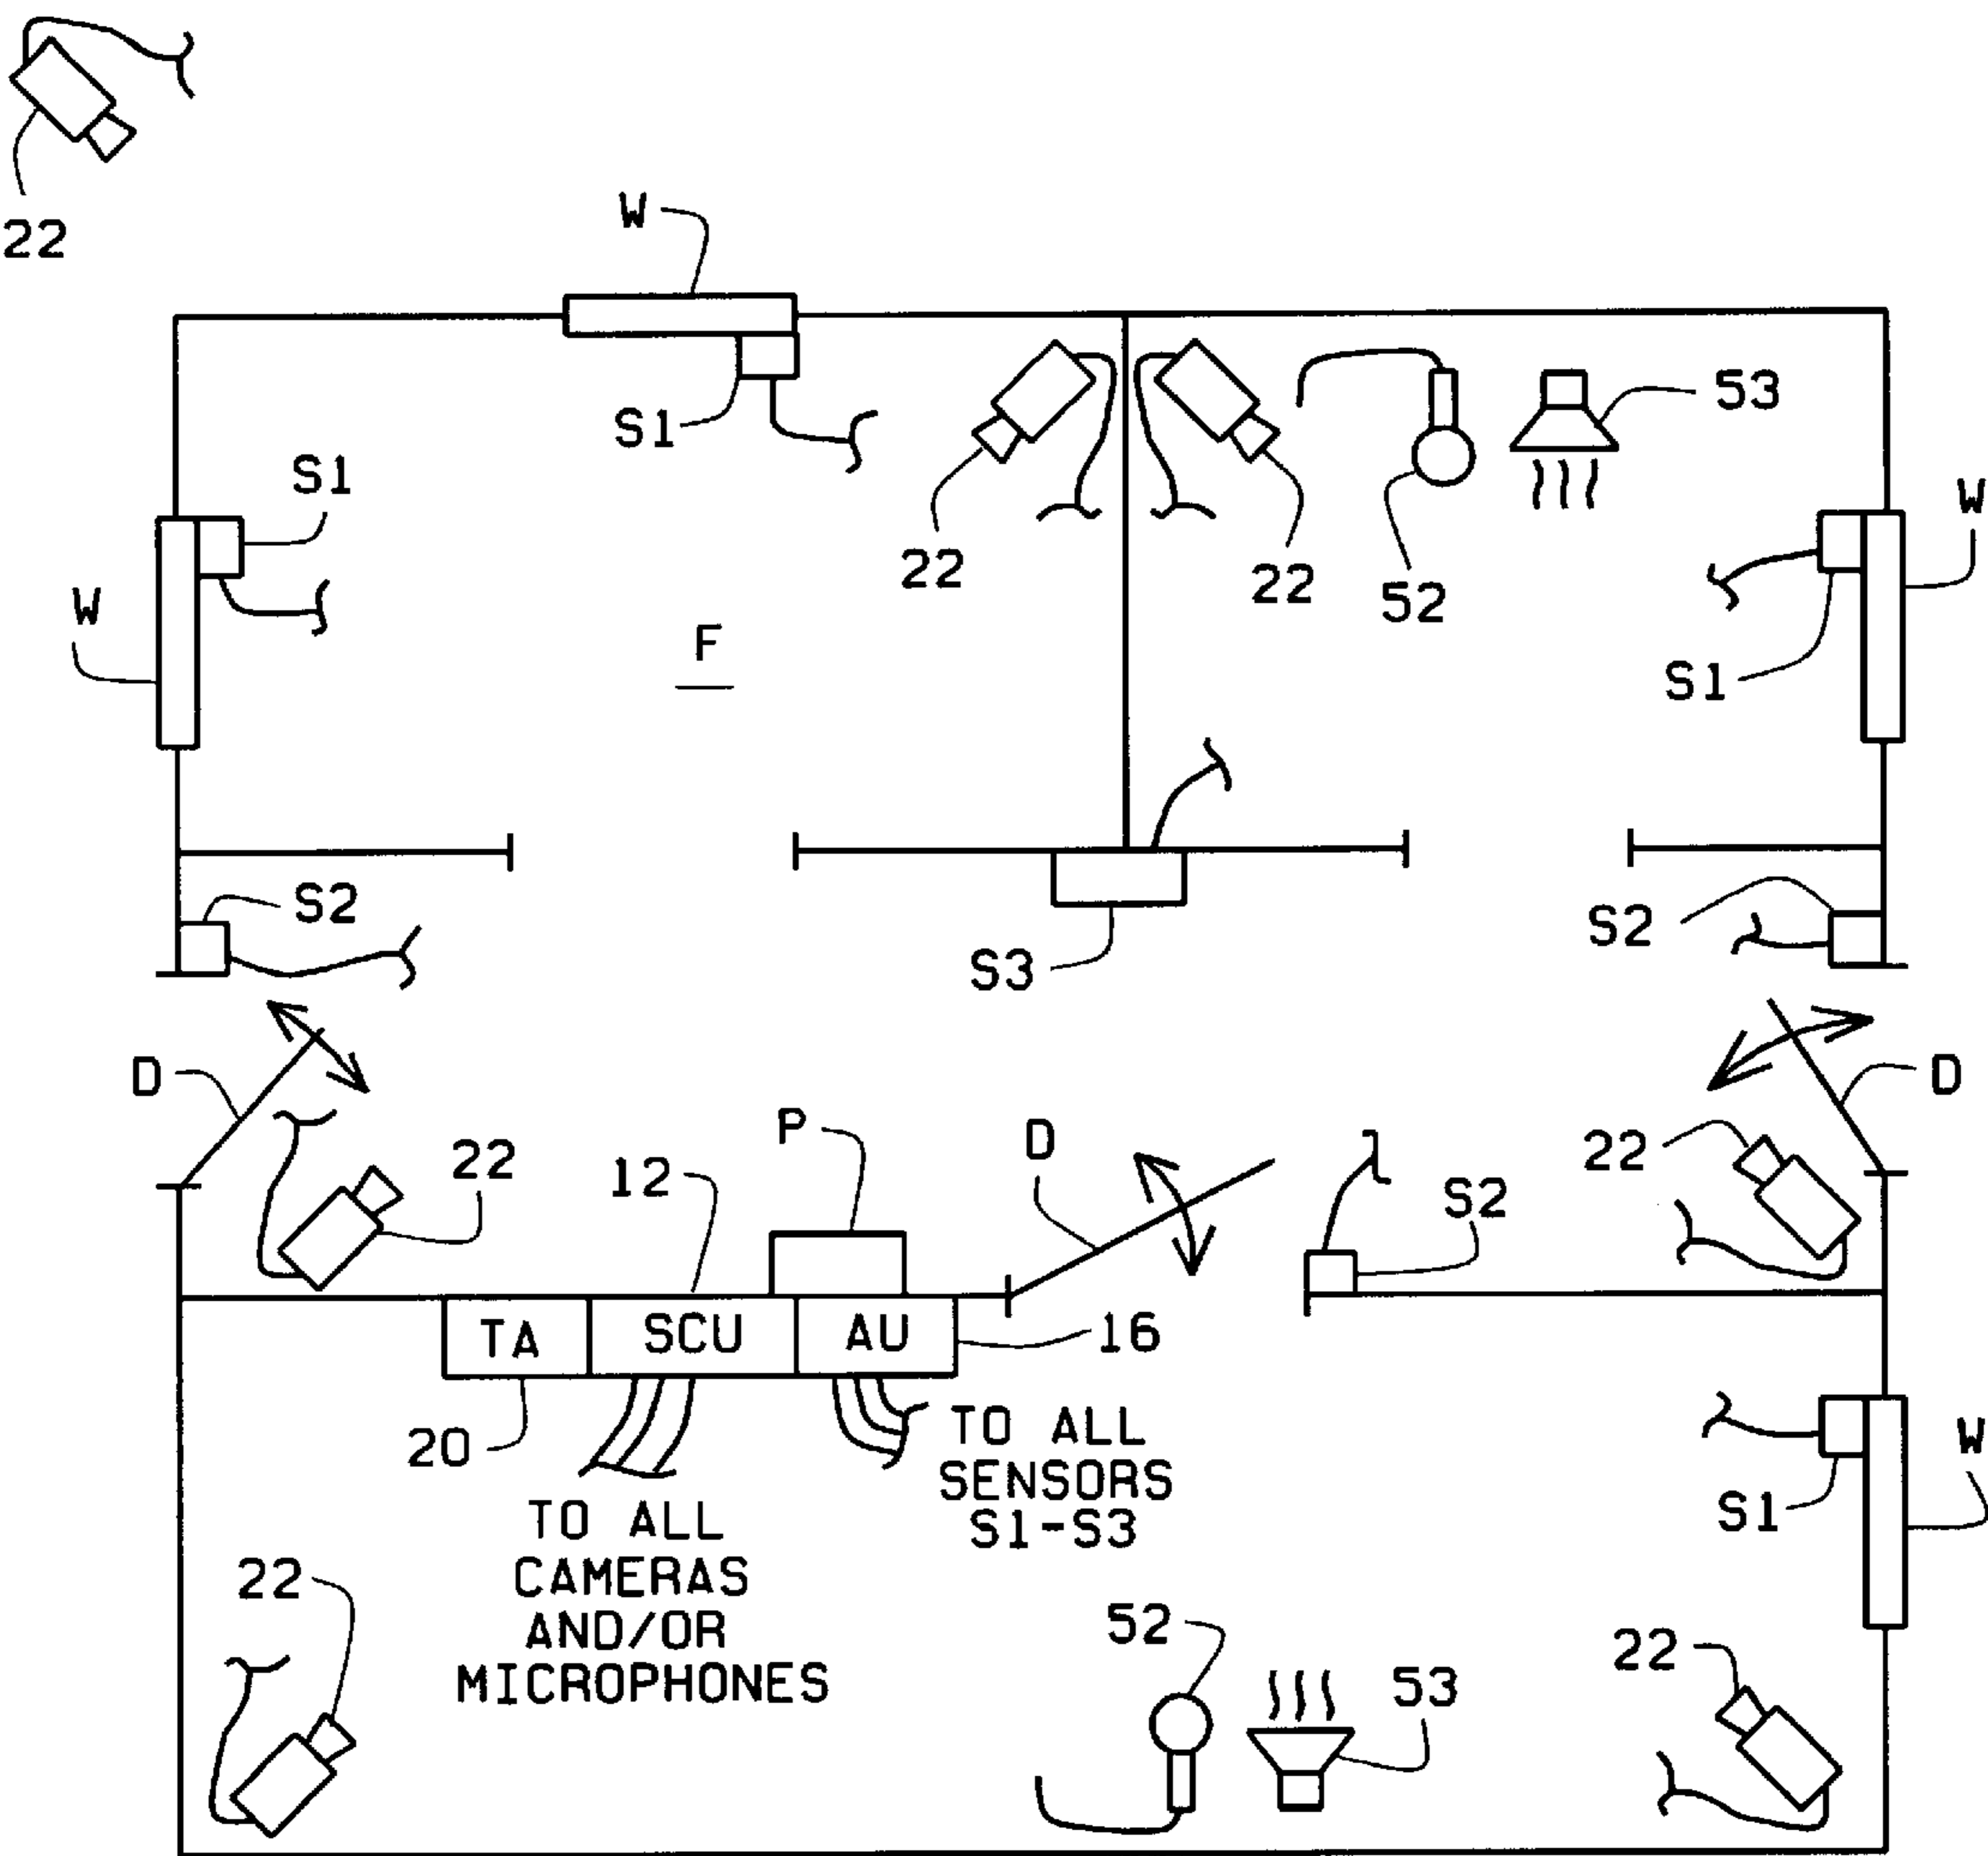 22
W
S1
S1
W
F
22
22
52
53
W
S1
S2
S3
S2
D
D
P
D
22
12
22
S2
TA
SCU
AU
16
20
TO ALL
SENSORS
S1-S3
TO ALL
CAMERAS
AND/OR
MICROPHONES
W
S1
22
52
53
22